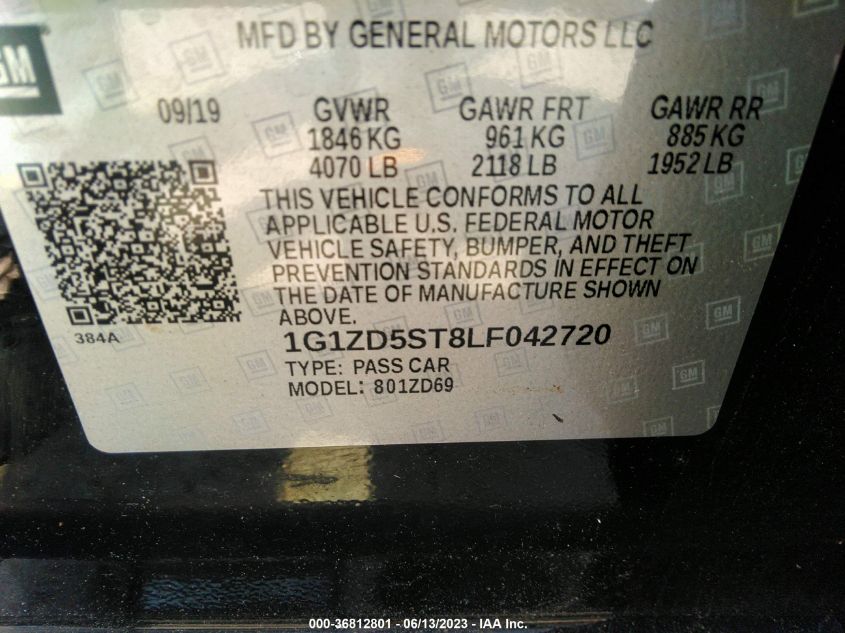 GM
MFD BY GENERAL MOTORS LLC
09/19 GVWR GAWR FRT GAWR RR
1846 KG 961 KG 885 KG
4070 LB 2118 LB 1952 LB
THIS VEHICLE CONFORMS TO ALL
APPLICABLE U.S. FEDERAL MOTOR
VEHICLE SAFETY, BUMPER, AND THEFT
PREVENTION STANDARDS IN EFFECT ON
THE DATE OF MANUFACTURE SHOWN
ABOVE.
384A
1G1ZD5ST8LF042720
TYPE: PASS CAR
MODEL: 801ZD69
000-36812801 - 06/13/2023 - IAA Inc.